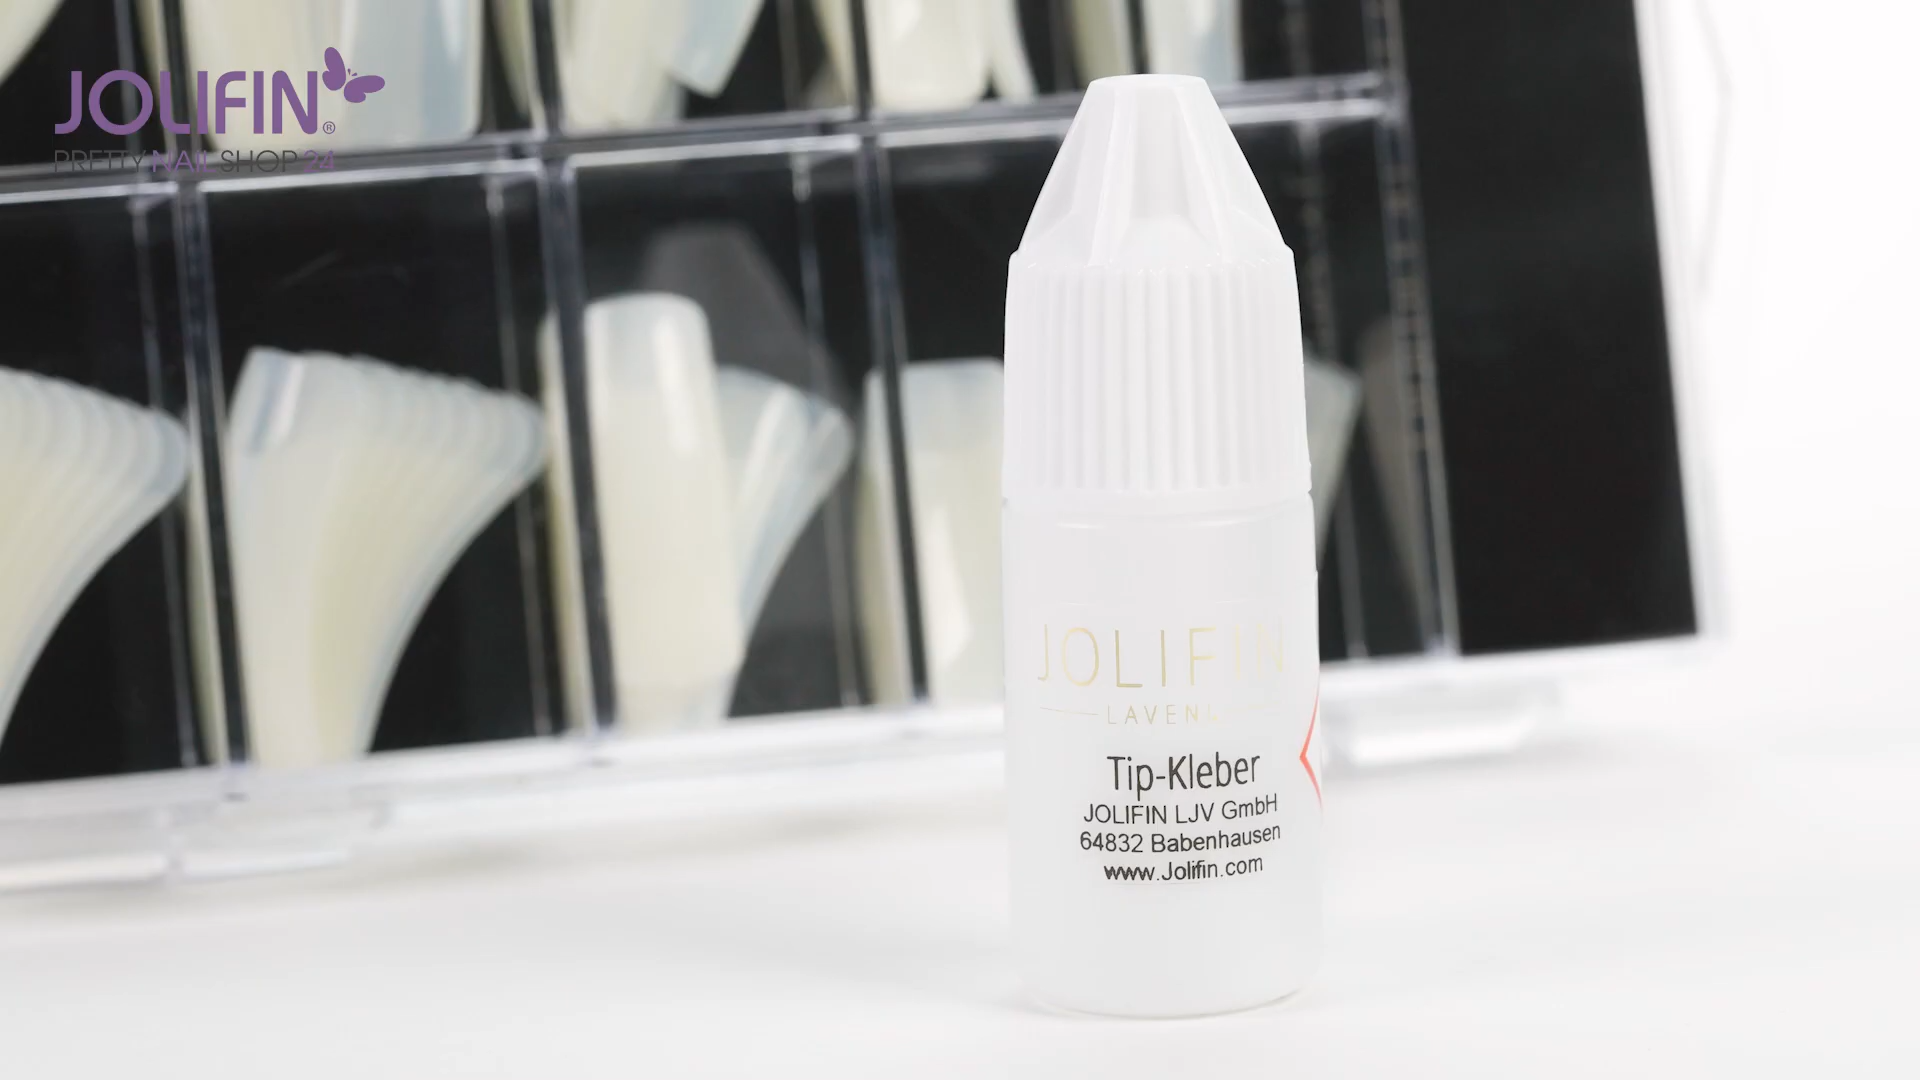 JOLIFIN®
PRETTY NAIL SHOP 24
JOLIFIN
Tip-Kleber
JOLIFIN LJV GmbH
64832 Babenhausen
www.Jolifin.com